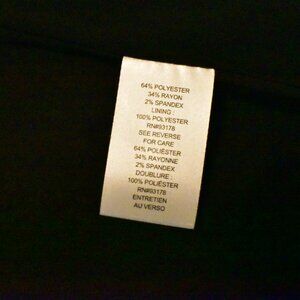 64% POLYESTER
34% RAYON
2% SPANDEX
LINING :
100% POLYESTER
RN#93178
SEE REVERSE
FOR CARE
64% POLIÉSTER
34% RAYONNE
2% SPANDEX
DOUBLURE :
100% POLIÉSTER
RN#93178
ENTRETIEN
AU VERSO